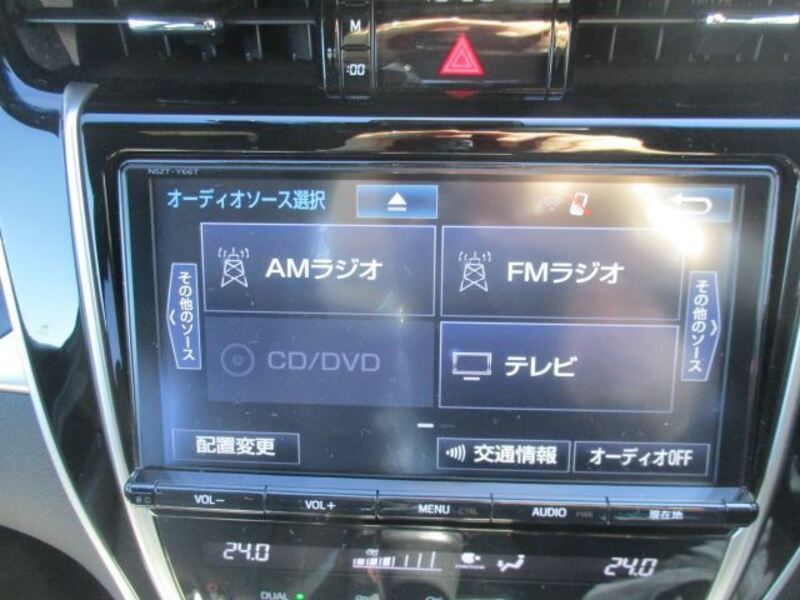 M
:00
NSZT-Y66T
オーディオソース選択
AMラジオ
FMラジオ
その他のソース
その他のソース
CD/DVD
テレビ
配置変更
交通情報
オーディオOFF
VOL-
VOL+
MENU CTRL
AUDIO PWR
現在地
24.0
24.0
DUAL